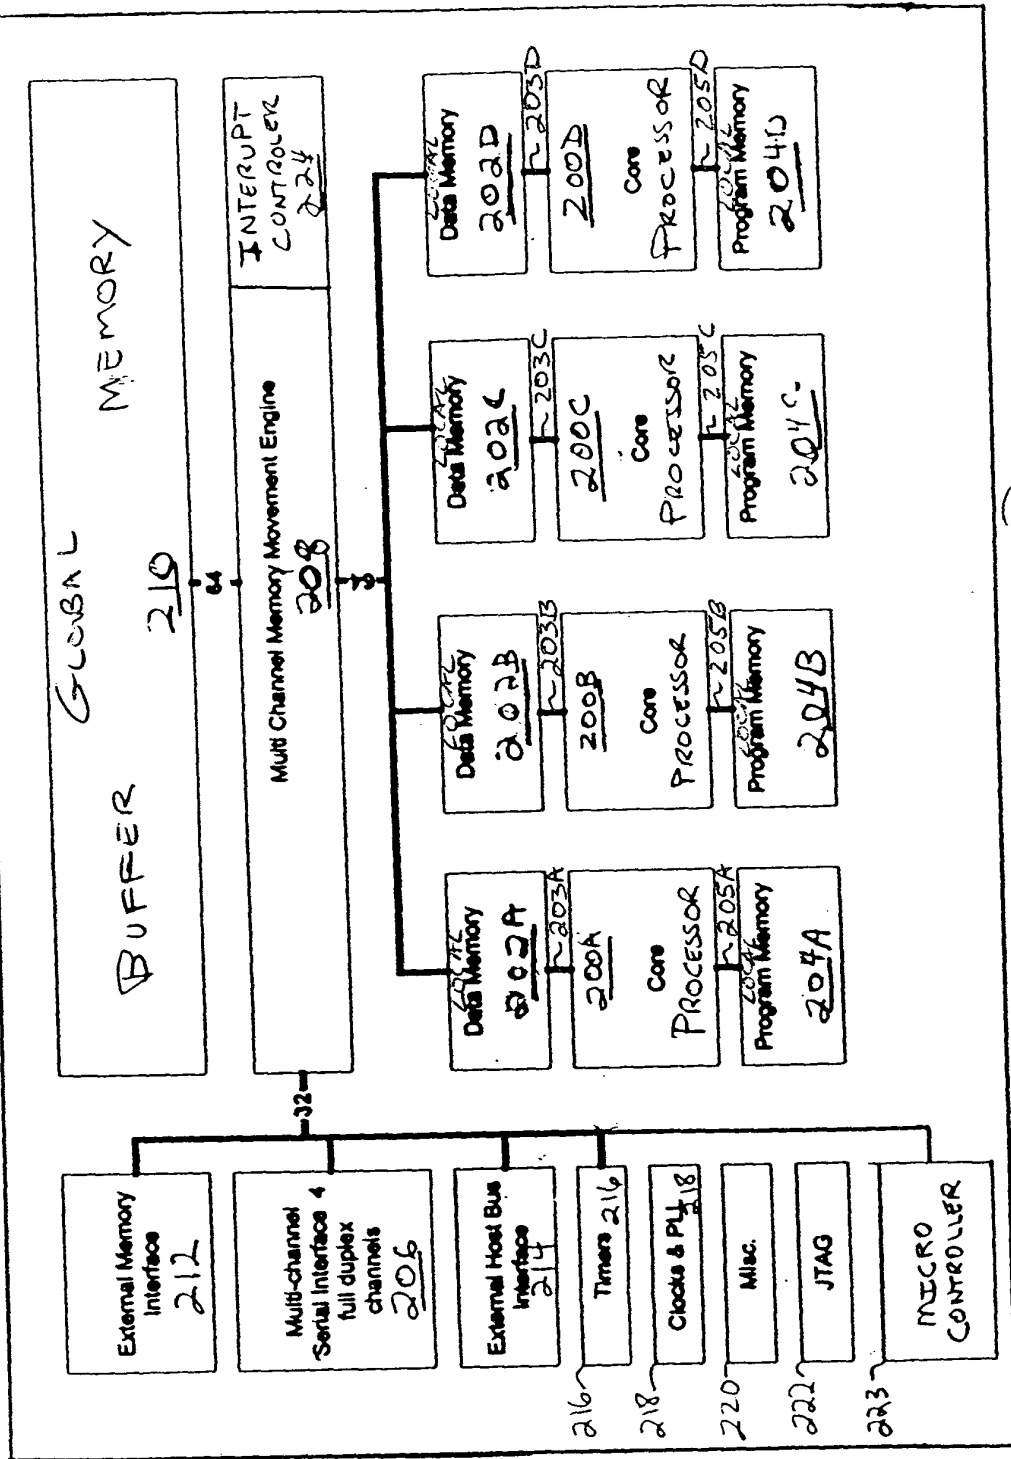 BUFFER GLOBAL MEMORY
210
64
Multi Channel Memory Movement Engine
208
INTERUPT
CONTROLER
224
32
External Memory
Interface
212
Multi-channel
Serial Interface 4
full duplex
channels
206
External Host Bus
Interface
214
Timers 216
216
Clocks & PLL
218
218
Misc.
220
JTAG
222
MICRO
CONTROLLER
223
LOCAL
Data Memory
202A
203A
200A
Core
PROCESSOR
205A
LOCAL
Program Memory
204A
LOCAL
Data Memory
202B
203B
200B
Core
PROCESSOR
205B
LOCAL
Program Memory
204B
LOCAL
Data Memory
202C
203C
200C
Core
PROCESSOR
205C
LOCAL
Program Memory
204C
LOCAL
Data Memory
202D
203D
200D
Core
PROCESSOR
205D
LOCAL
Program Memory
204D